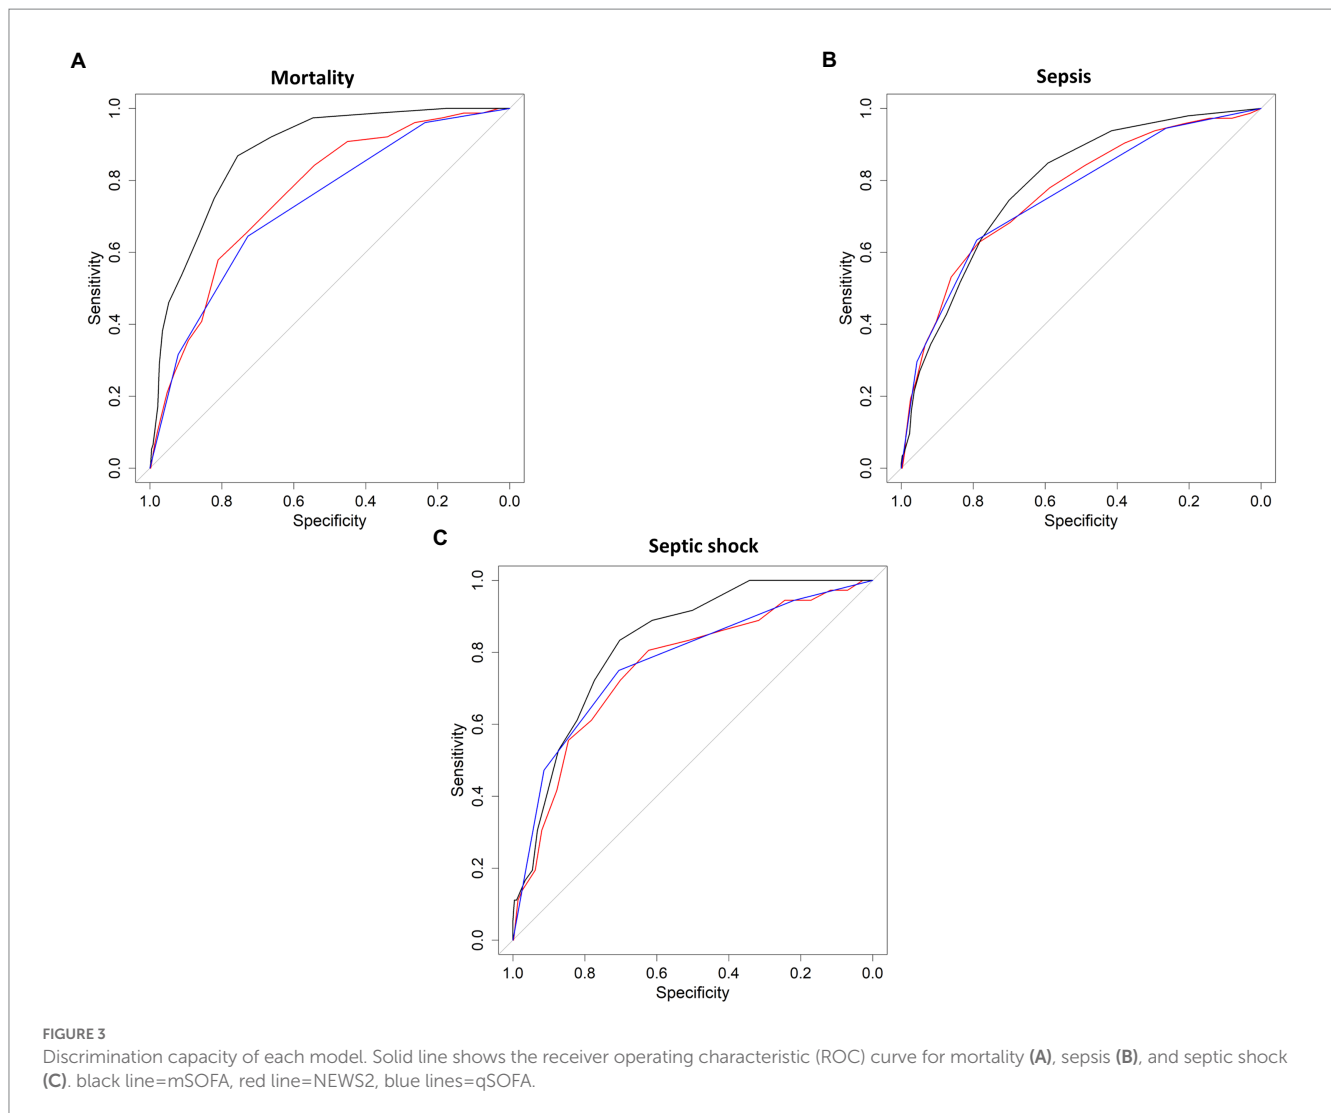 A
Mortality
1.0
0.8
0.6
0.4
0.2
0.0
Sensitivity
1.0 0.8 0.6 0.4 0.2 0.0
Specificity
B
Sepsis
1.0
0.8
0.6
0.4
0.2
0.0
Sensitivity
1.0 0.8 0.6 0.4 0.2 0.0
Specificity
C
Septic shock
1.0
0.8
0.6
0.4
0.2
0.0
Sensitivity
1.0 0.8 0.6 0.4 0.2 0.0
Specificity
FIGURE 3
Discrimination capacity of each model. Solid line shows the receiver operating characteristic (ROC) curve for mortality (A), sepsis (B), and septic shock
(C). black line=mSOFA, red line=NEWS2, blue lines=qSOFA.